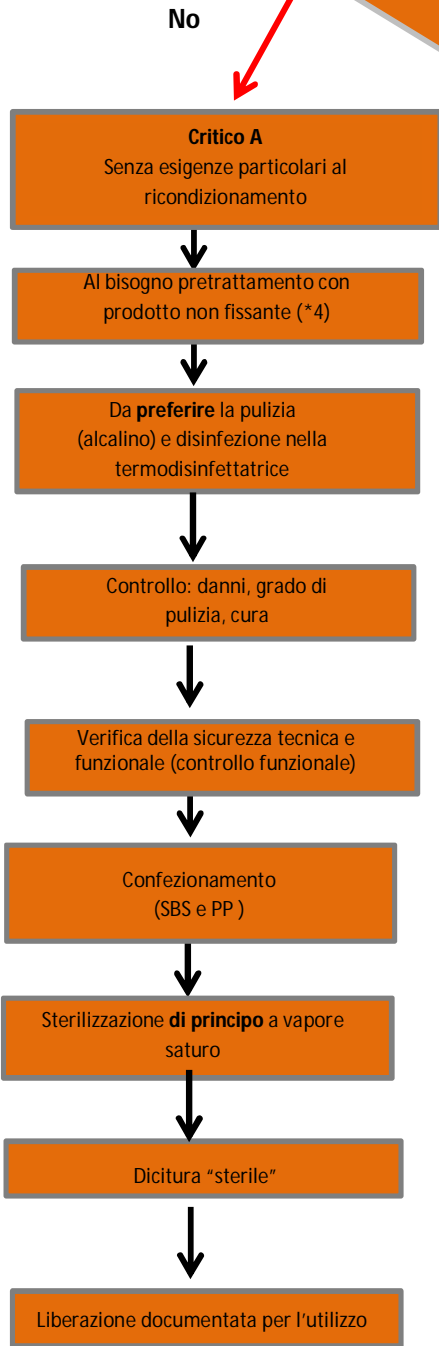 No
Critico A
Senza esigenze particolari al
ricondizionamento
Al bisogno pretrattamento con
prodotto non fissante (*4)
Da preferire la pulizia
(alcalino) e disinfezione nella
termodisinfettatrice
Controllo: danni, grado di
pulizia, cura
Verifica della sicurezza tecnica e
funzionale (controllo funzionale)
Confezionamento
(SBS e PP )
Sterilizzazione di principo a vapore
saturo
Dicitura “sterile”
Liberazione documentata per l’utilizzo